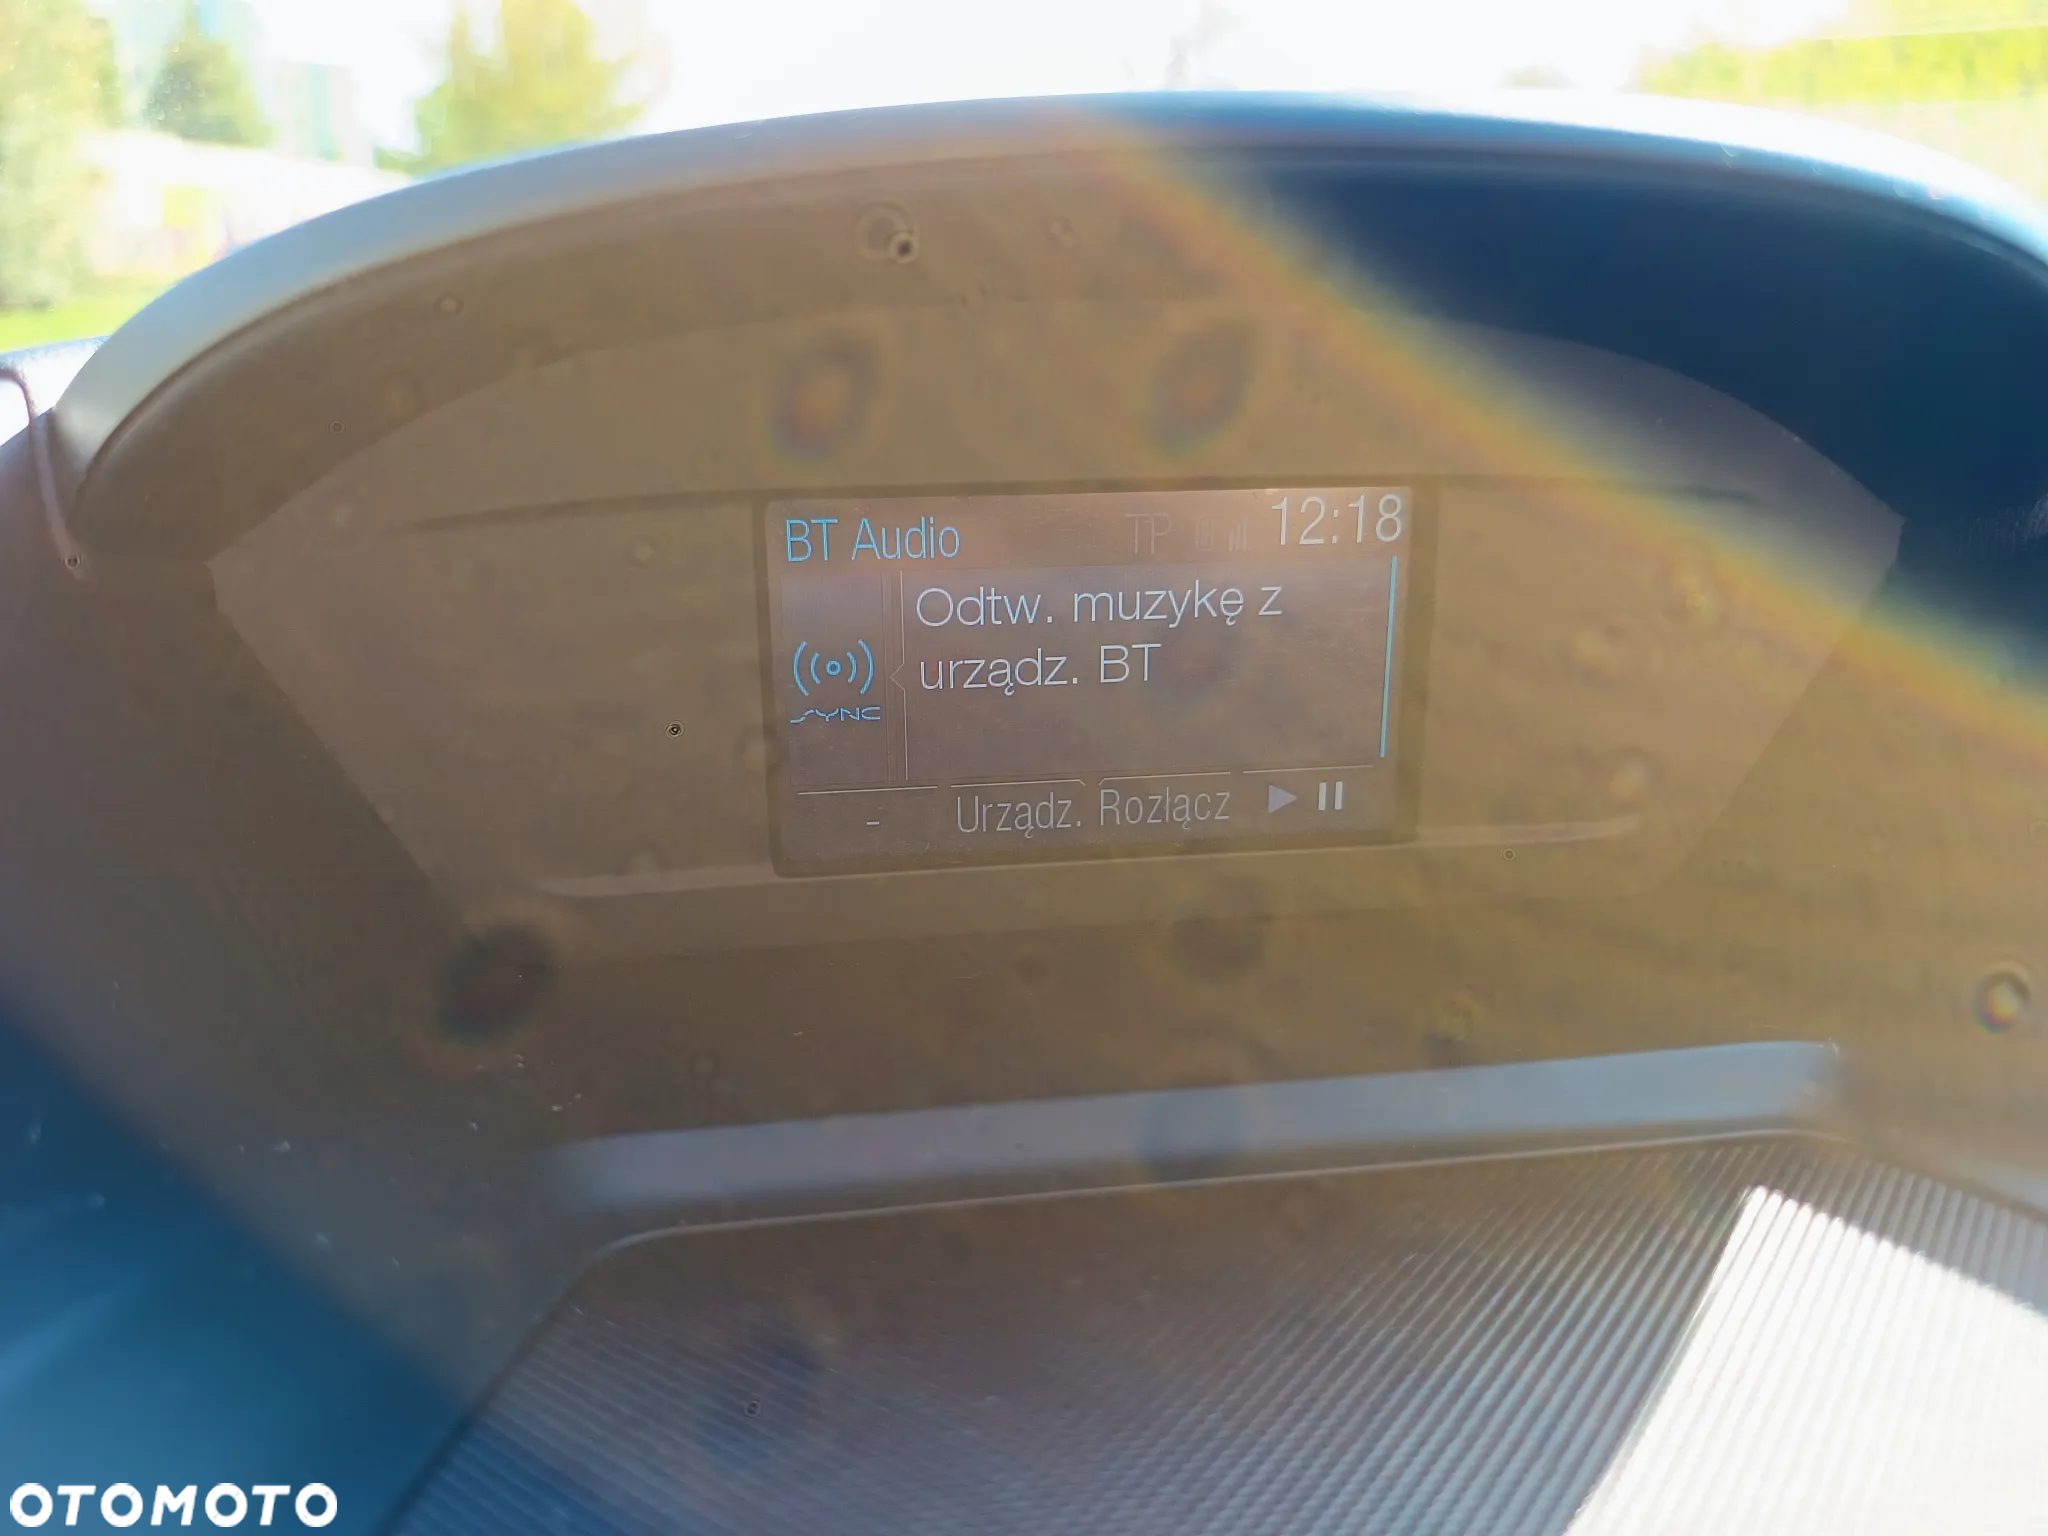 BT Audio TP 12:18
Odtw. muzykę z
urządz. BT
SYNC
- Urządz. Rozłącz
OTOMOTO